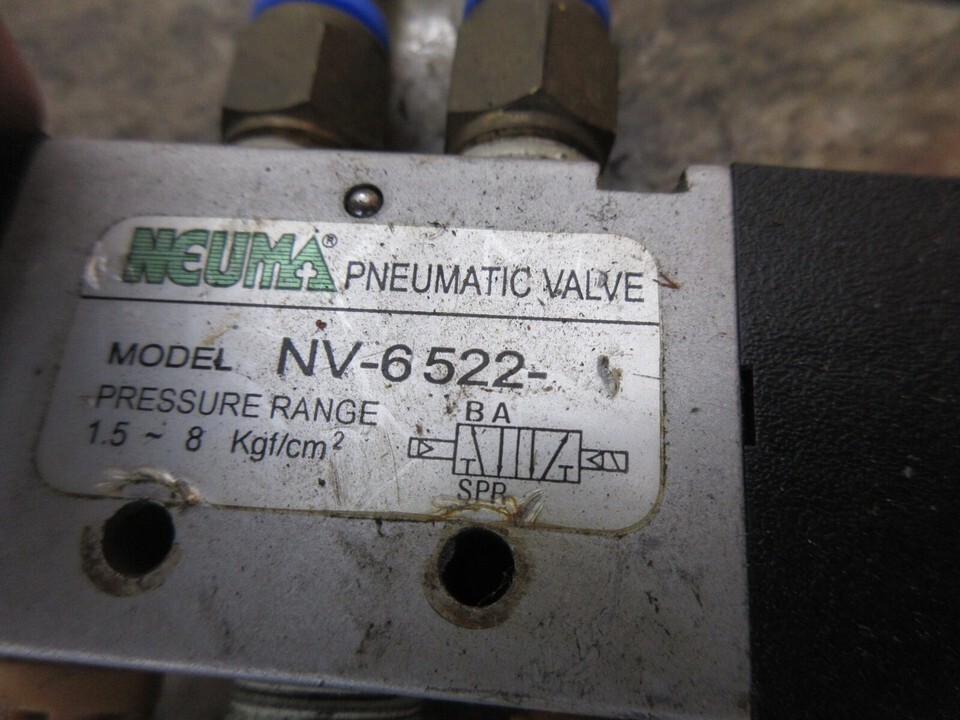 NEUMA® PNEUMATIC VALVE
MODEL NV-6522-
PRESSURE RANGE
1.5 ~ 8 Kgf/cm²
B A
SPR